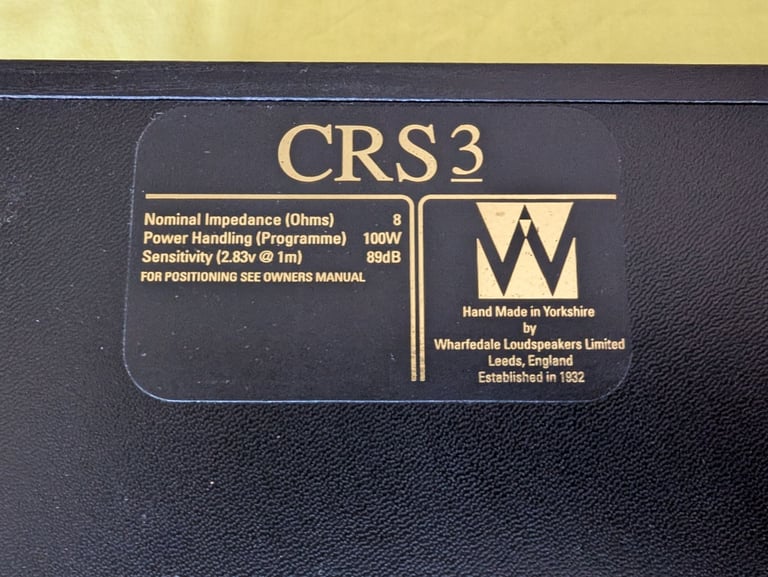 CRS 3
Nominal Impedance (Ohms) 8
Power Handling (Programme) 100W
Sensitivity (2.83v @ 1m) 89dB
FOR POSITIONING SEE OWNERS MANUAL
W
Hand Made in Yorkshire
by
Wharfedale Loudspeakers Limited
Leeds, England
Established in 1932